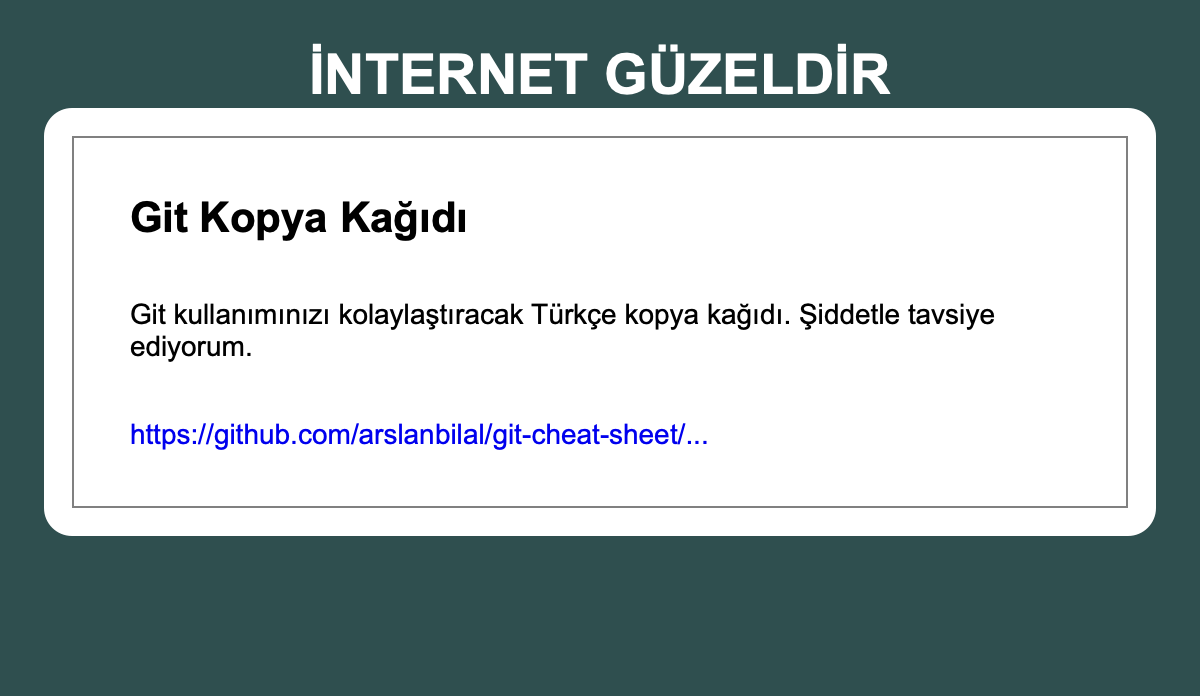 İNTERNET GÜZELDİR
Git Kopya Kağıdı
Git kullanımınızı kolaylaştıracak Türkçe kopya kağıdı. Şiddetle tavsiye
ediyorum.
https://github.com/arslanbilal/git-cheat-sheet/...